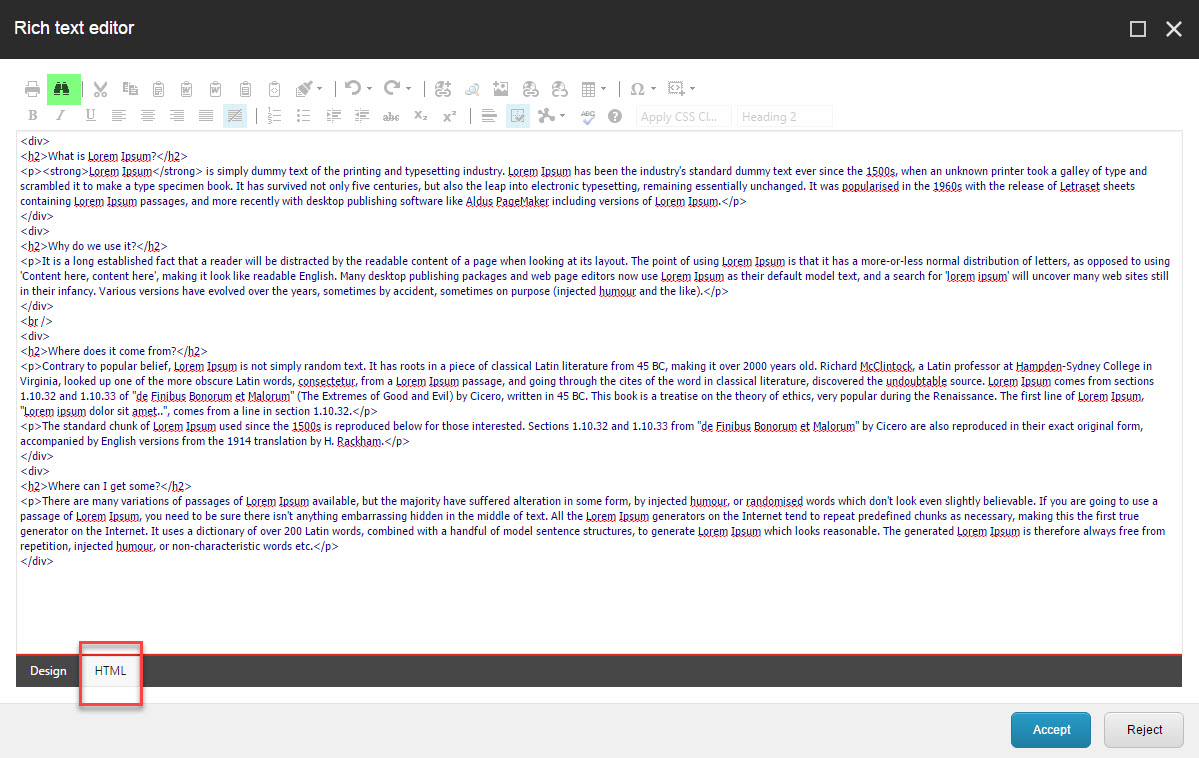 Rich text editor
B I U abc X₂ X² ABC ? Apply CSS Cl... Heading 2
<div>
<h2>What is Lorem Ipsum?</h2>
<p><strong>Lorem Ipsum</strong> is simply dummy text of the printing and typesetting industry. Lorem Ipsum has been the industry's standard dummy text ever since the 1500s, when an unknown printer took a galley of type and
scrambled it to make a type specimen book. It has survived not only five centuries, but also the leap into electronic typesetting, remaining essentially unchanged. It was popularised in the 1960s with the release of Letraset sheets
containing Lorem Ipsum passages, and more recently with desktop publishing software like Aldus PageMaker including versions of Lorem Ipsum.</p>
</div>
<div>
<h2>Why do we use it?</h2>
<p>It is a long established fact that a reader will be distracted by the readable content of a page when looking at its layout. The point of using Lorem Ipsum is that it has a more-or-less normal distribution of letters, as opposed to using
'Content here, content here', making it look like readable English. Many desktop publishing packages and web page editors now use Lorem Ipsum as their default model text, and a search for 'lorem ipsum' will uncover many web sites still
in their infancy. Various versions have evolved over the years, sometimes by accident, sometimes on purpose (injected humour and the like).</p>
</div>
<br />
<div>
<h2>Where does it come from?</h2>
<p>Contrary to popular belief, Lorem Ipsum is not simply random text. It has roots in a piece of classical Latin literature from 45 BC, making it over 2000 years old. Richard McClintock, a Latin professor at Hampden-Sydney College in
Virginia, looked up one of the more obscure Latin words, consectetur, from a Lorem Ipsum passage, and going through the cites of the word in classical literature, discovered the undoubtable source. Lorem Ipsum comes from sections
1.10.32 and 1.10.33 of "de Finibus Bonorum et Malorum" (The Extremes of Good and Evil) by Cicero, written in 45 BC. This book is a treatise on the theory of ethics, very popular during the Renaissance. The first line of Lorem Ipsum,
"Lorem ipsum dolor sit amet..", comes from a line in section 1.10.32.</p>
<p>The standard chunk of Lorem Ipsum used since the 1500s is reproduced below for those interested. Sections 1.10.32 and 1.10.33 from "de Finibus Bonorum et Malorum" by Cicero are also reproduced in their exact original form,
accompanied by English versions from the 1914 translation by H. Rackham.</p>
</div>
<div>
<h2>Where can I get some?</h2>
<p>There are many variations of passages of Lorem Ipsum available, but the majority have suffered alteration in some form, by injected humour, or randomised words which don't look even slightly believable. If you are going to use a
passage of Lorem Ipsum, you need to be sure there isn't anything embarrassing hidden in the middle of text. All the Lorem Ipsum generators on the Internet tend to repeat predefined chunks as necessary, making this the first true
generator on the Internet. It uses a dictionary of over 200 Latin words, combined with a handful of model sentence structures, to generate Lorem Ipsum which looks reasonable. The generated Lorem Ipsum is therefore always free from
repetition, injected humour, or non-characteristic words etc.</p>
</div>
Design HTML
Accept Reject